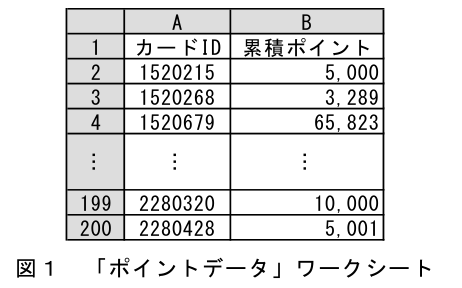 A B
1 カードID 累積ポイント
2 1520215 5,000
3 1520268 3,289
4 1520679 65,823
⋮ ⋮ ⋮
199 2280320 10,000
200 2280428 5,001
図1 「ポイントデータ」ワークシート